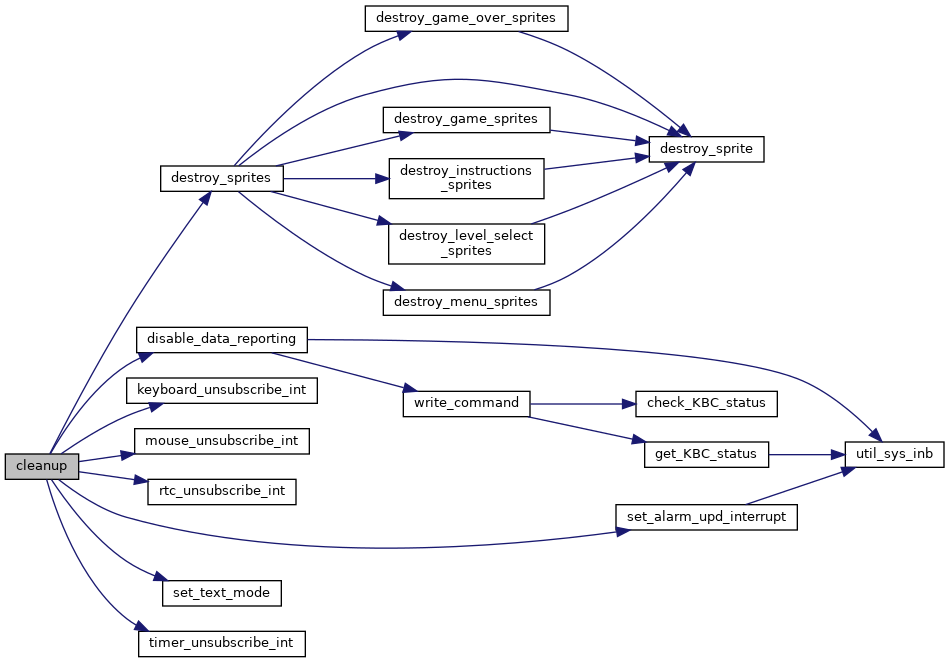 destroy_game_over_sprites
destroy_game_sprites
destroy_sprite
destroy_sprites
destroy_instructions
_sprites
destroy_level_select
_sprites
destroy_menu_sprites
disable_data_reporting
keyboard_unsubscribe_int
write_command
check_KBC_status
mouse_unsubscribe_int
get_KBC_status
util_sys_inb
cleanup
rtc_unsubscribe_int
set_alarm_upd_interrupt
set_text_mode
timer_unsubscribe_int